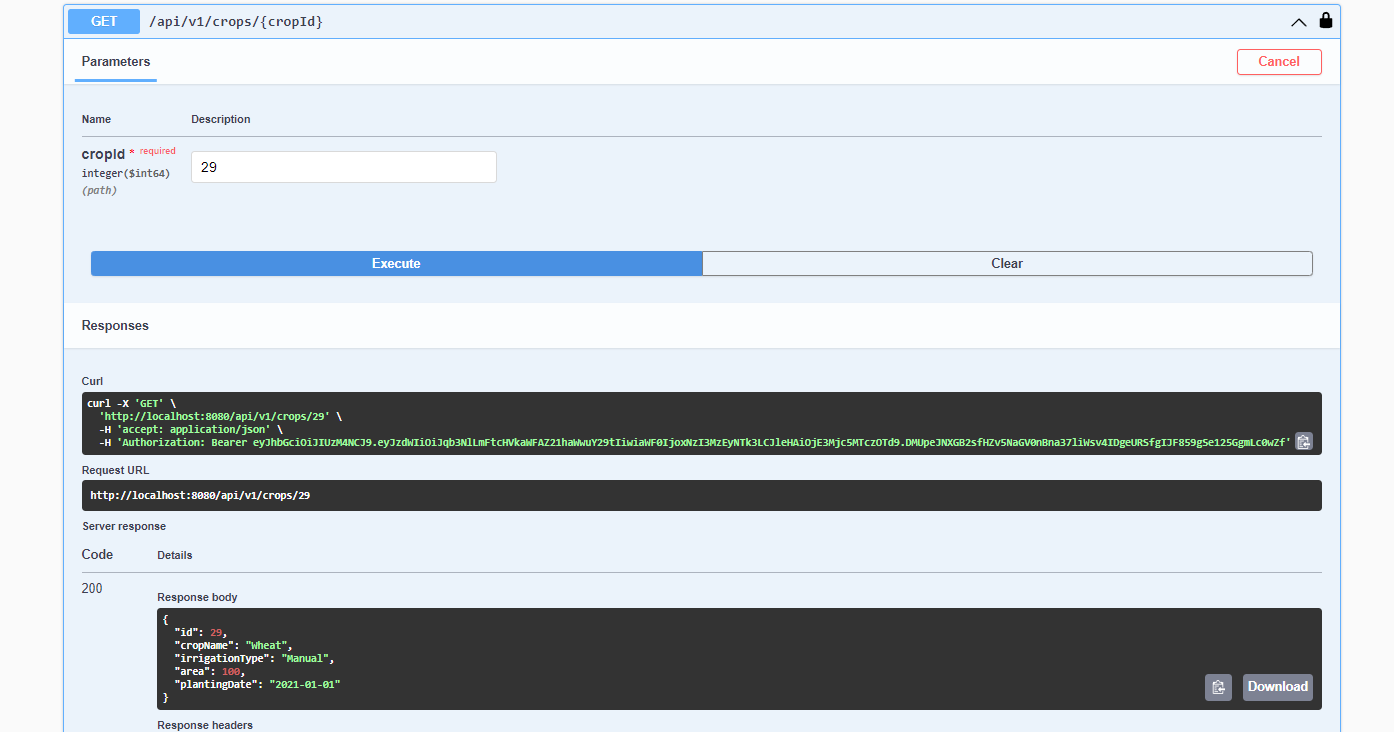 GET /api/v1/crops/{cropId}
Parameters
Cancel
Name Description
cropId * required
integer($int64)
(path)
29
Execute Clear
Responses
Curl
curl -X 'GET' \
'http://localhost:8080/api/v1/crops/29' \
-H 'accept: application/json' \
-H 'Authorization: Bearer
Request URL
http://localhost:8080/api/v1/crops/29
Server response
Code Details
200
Response body
{
"id": 29,
"cropName": "Wheat",
"irrigationType": "Manual",
"area": 100,
"plantingDate": "2021-01-01"
}
Download
Response headers